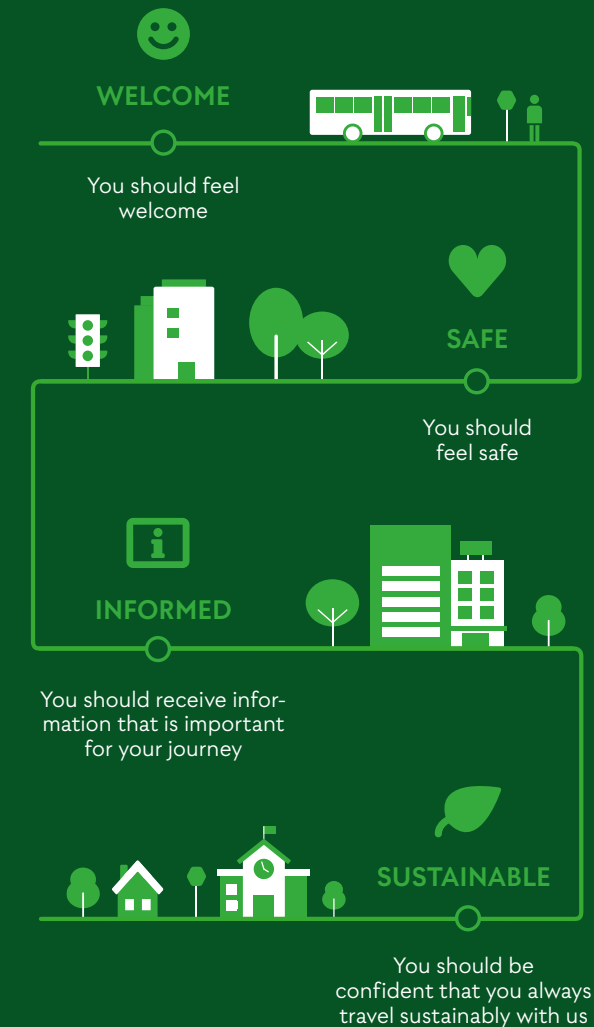 WELCOME
You should feel
welcome
SAFE
You should
feel safe
INFORMED
You should receive infor-
mation that is important
for your journey
SUSTAINABLE
You should be
confident that you always
travel sustainably with us